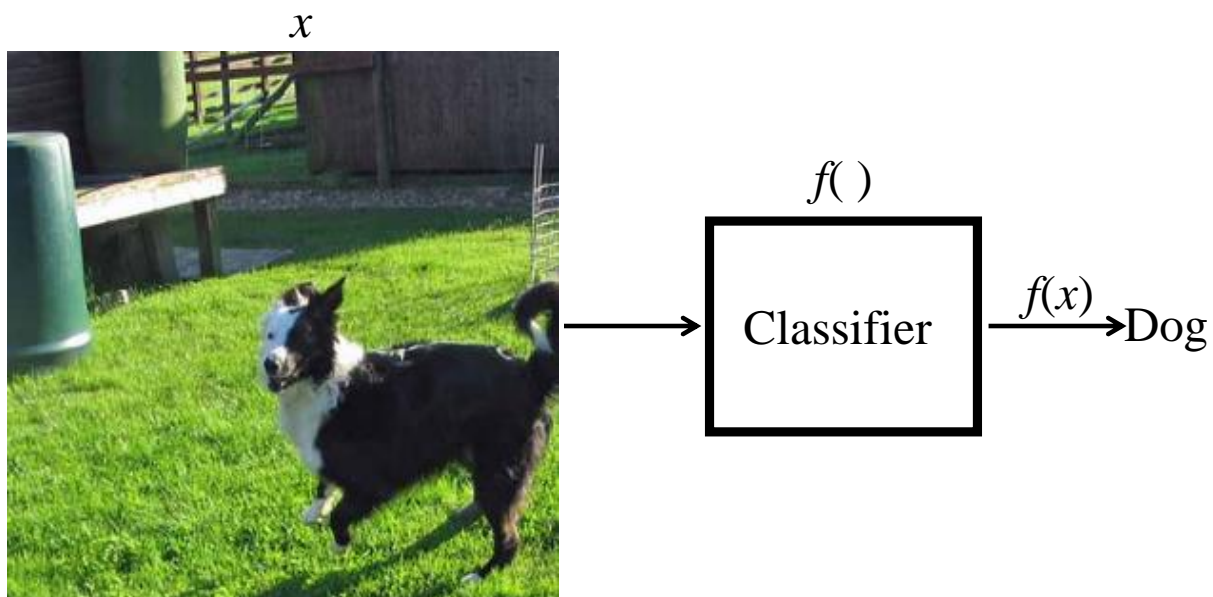 x
f( )
Classifier
f(x)
Dog